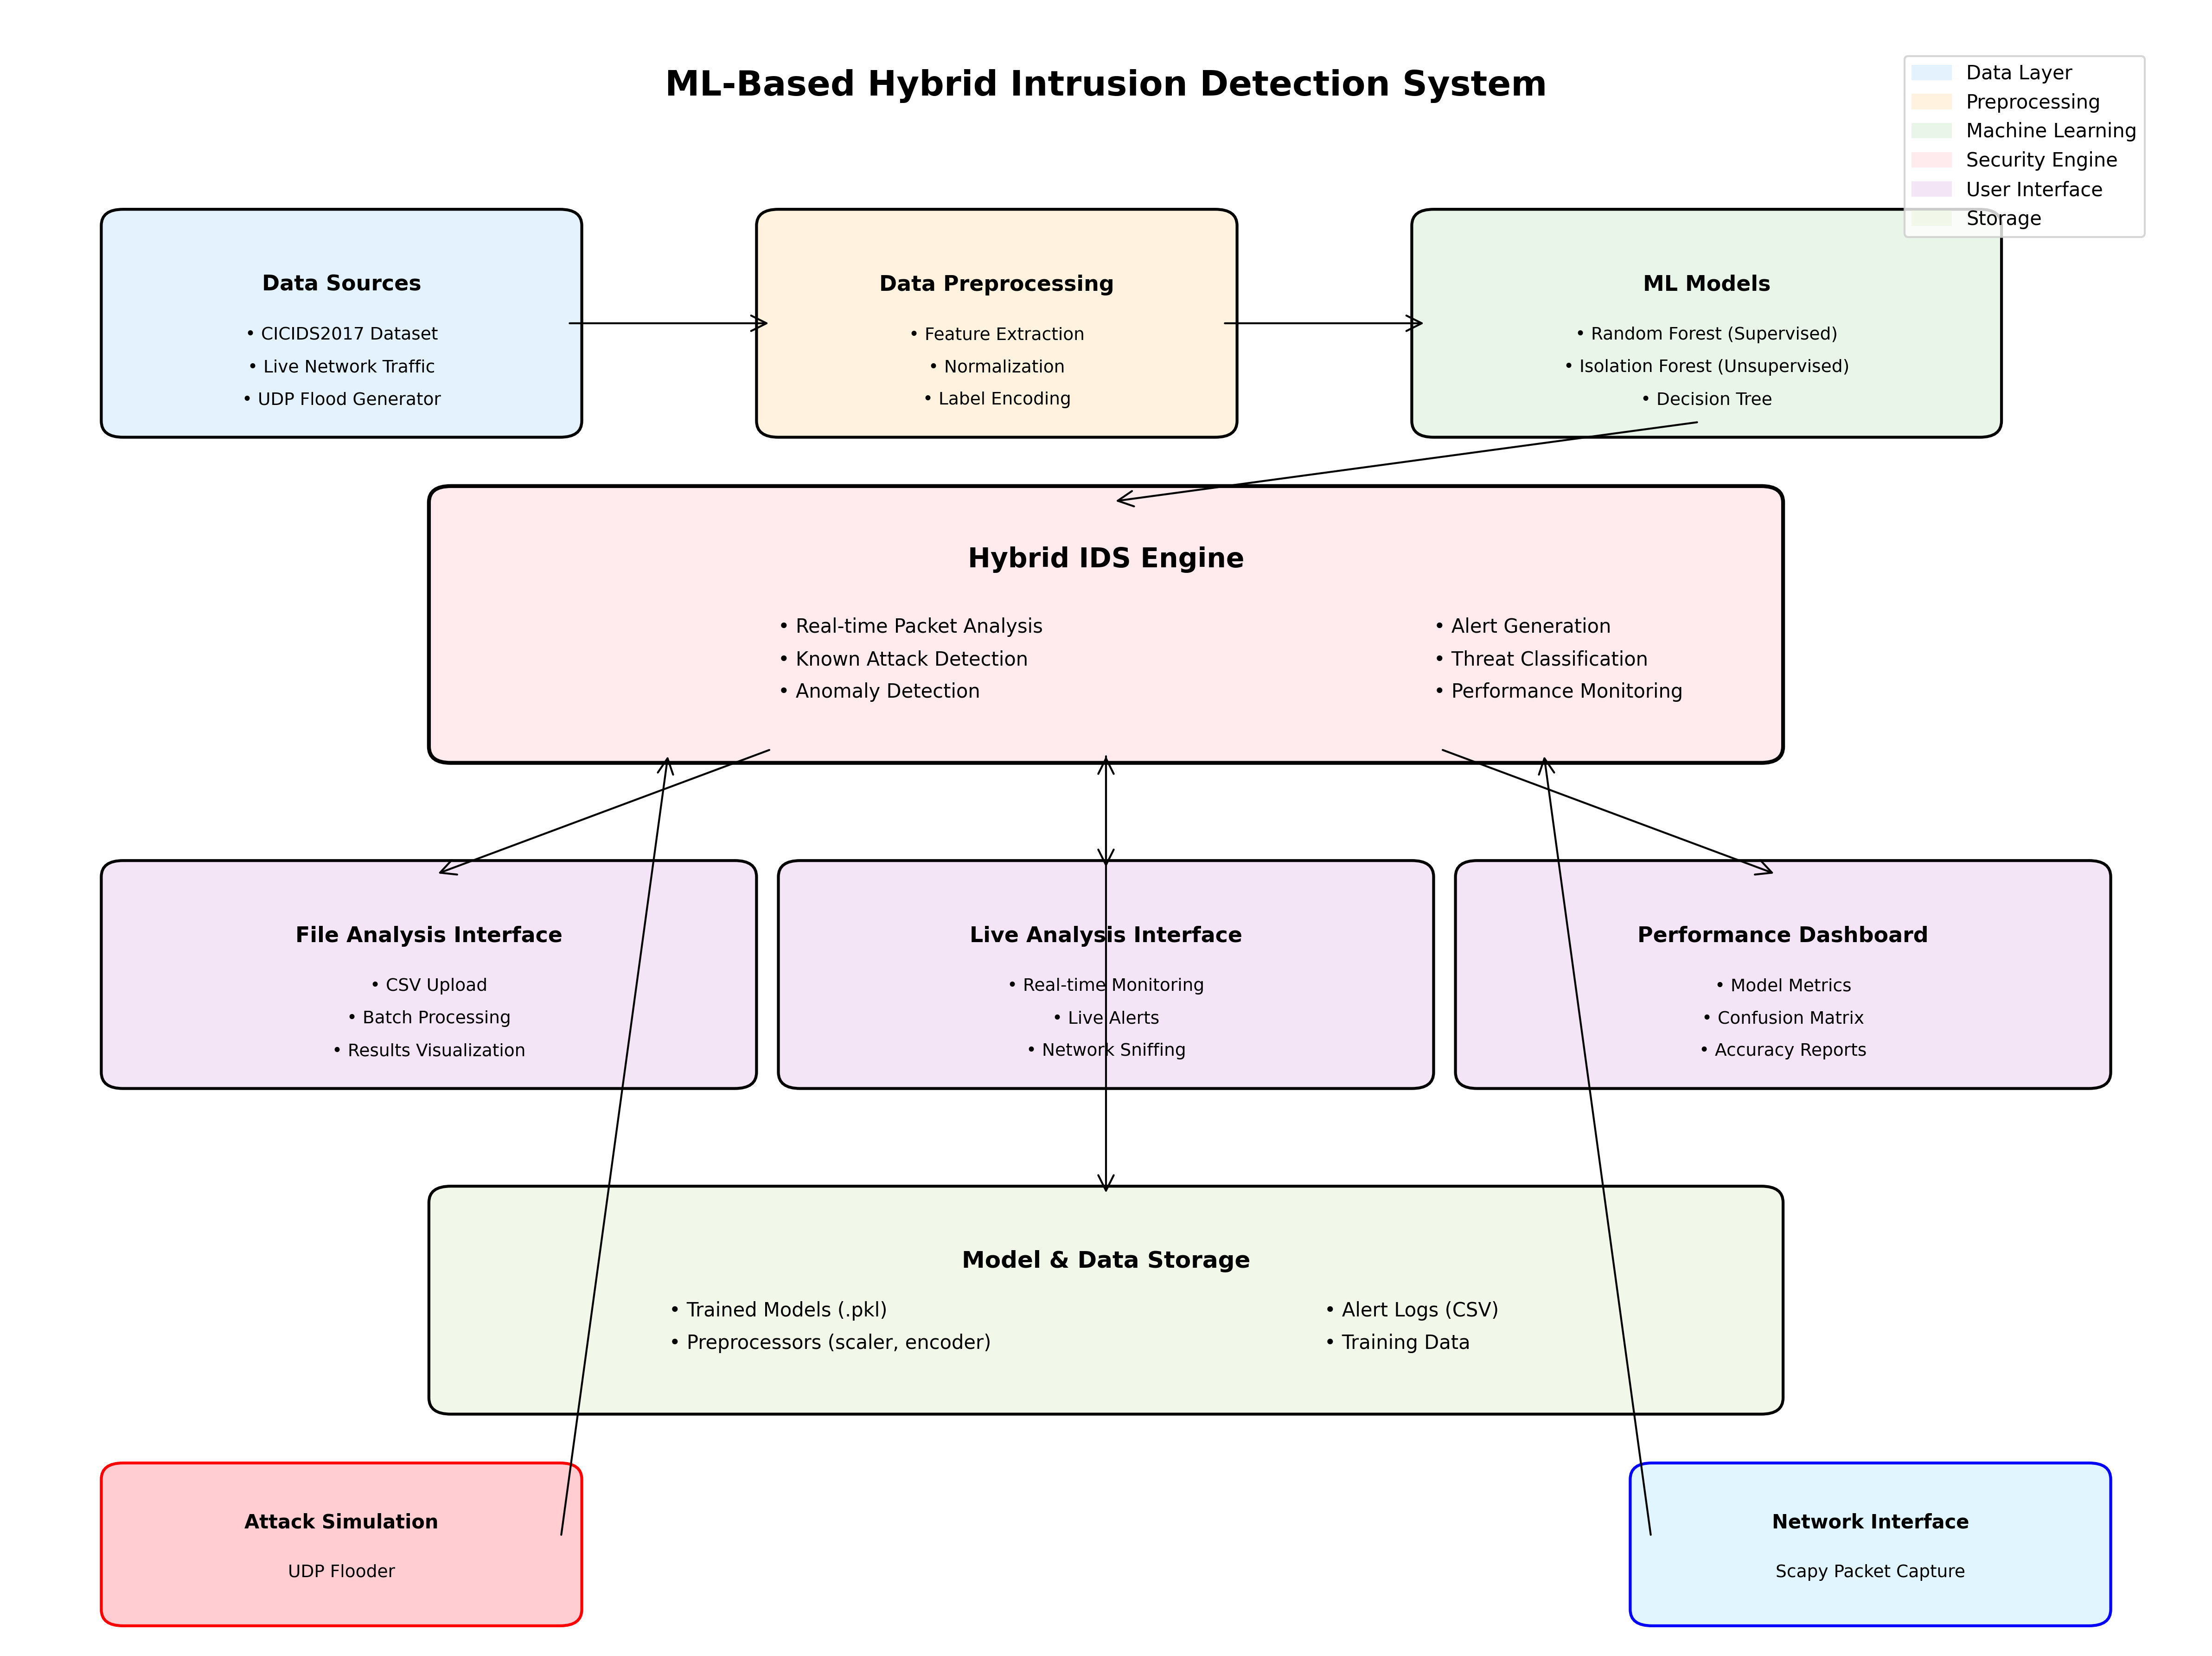 ML-Based Hybrid Intrusion Detection System
Data Layer
Preprocessing
Machine Learning
Security Engine
User Interface
Storage
Data Sources
• CICIDS2017 Dataset
• Live Network Traffic
• UDP Flood Generator
Data Preprocessing
• Feature Extraction
• Normalization
• Label Encoding
ML Models
• Random Forest (Supervised)
• Isolation Forest (Unsupervised)
• Decision Tree
Hybrid IDS Engine
• Real-time Packet Analysis
• Known Attack Detection
• Anomaly Detection
• Alert Generation
• Threat Classification
• Performance Monitoring
File Analysis Interface
• CSV Upload
• Batch Processing
• Results Visualization
Live Analysis Interface
• Real-time Monitoring
• Live Alerts
• Network Sniffing
Performance Dashboard
• Model Metrics
• Confusion Matrix
• Accuracy Reports
Model & Data Storage
• Trained Models (.pkl)
• Preprocessors (scaler, encoder)
• Alert Logs (CSV)
• Training Data
Attack Simulation
UDP Flooder
Network Interface
Scapy Packet Capture